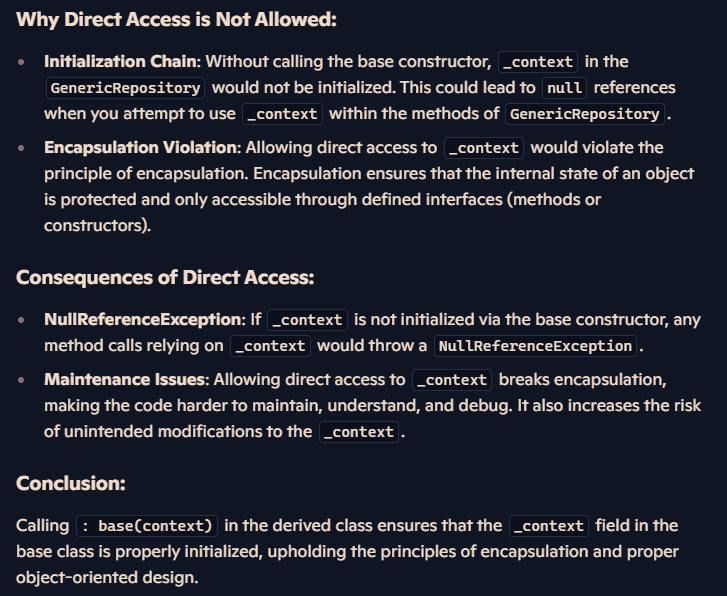 Why Direct Access is Not Allowed:
Initialization Chain: Without calling the base constructor, _context in the
GenericRepository would not be initialized. This could lead to null references
when you attempt to use _context within the methods of GenericRepository.
Encapsulation Violation: Allowing direct access to _context would violate the
principle of encapsulation. Encapsulation ensures that the internal state of an object
is protected and only accessible through defined interfaces (methods or
constructors).
Consequences of Direct Access:
NullReferenceException: If _context is not initialized via the base constructor, any
method calls relying on _context would throw a NullReferenceException.
Maintenance Issues: Allowing direct access to _context breaks encapsulation,
making the code harder to maintain, understand, and debug. It also increases the risk
of unintended modifications to the _context.
Conclusion:
Calling : base(context) in the derived class ensures that the _context field in the
base class is properly initialized, upholding the principles of encapsulation and proper
object-oriented design.